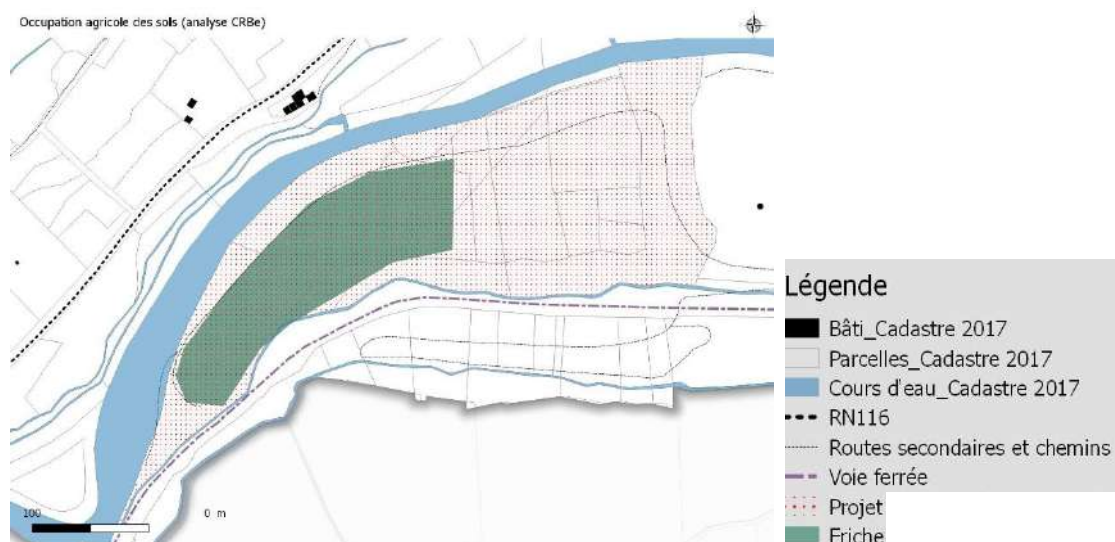 Occupation agricole des sols (analyse CRBe)
100
0 m
Légende
Bâti_Cadastre 2017
Parcelles_Cadastre 2017
Cours d'eau_Cadastre 2017
RN116
Routes secondaires et chemins
Voie ferrée
Projet
Friche